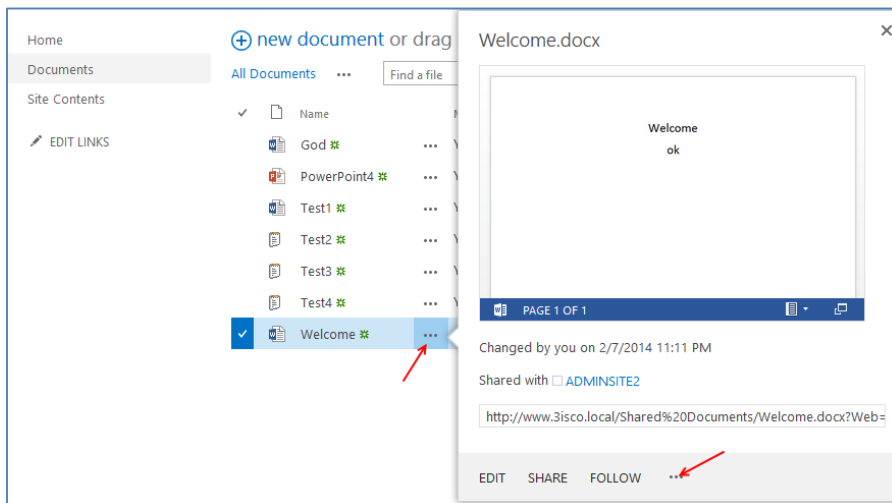 Home
Documents
Site Contents
EDIT LINKS
new document or drag
All Documents ...
Find a file
Name
God
...
PowerPoint4
...
Test1
...
Test2
...
Test3
...
Test4
...
Welcome
...
Welcome.docx
Welcome
ok
PAGE 1 OF 1
Changed by you on 2/7/2014 11:11 PM
Shared with ADMINSITE2
http://www.3isco.local/Shared%20Documents/Welcome.docx?Web=
EDIT SHARE FOLLOW ...